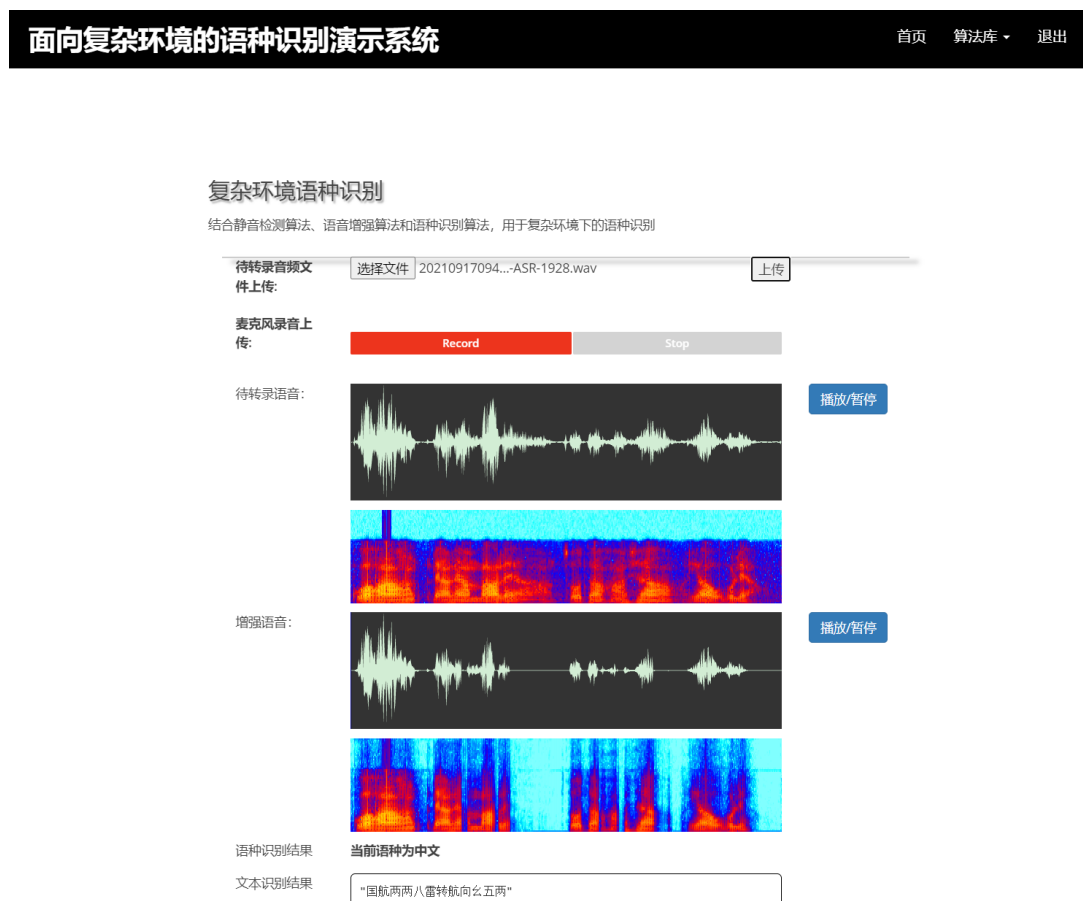 面向复杂环境的语种识别演示系统
首页 算法库 退出
复杂环境语种识别
结合静音检测算法、语音增强算法和语种识别算法，用于复杂环境下的语种识别
待转录音频文
件上传:
选择文件 20210917094...-ASR-1928.wav 上传
麦克风录音上
传:
Record Stop
待转录语音：
播放/暂停
增强语音：
播放/暂停
语种识别结果 当前语种为中文
文本识别结果 "国航两两八雷转航向幺五两"